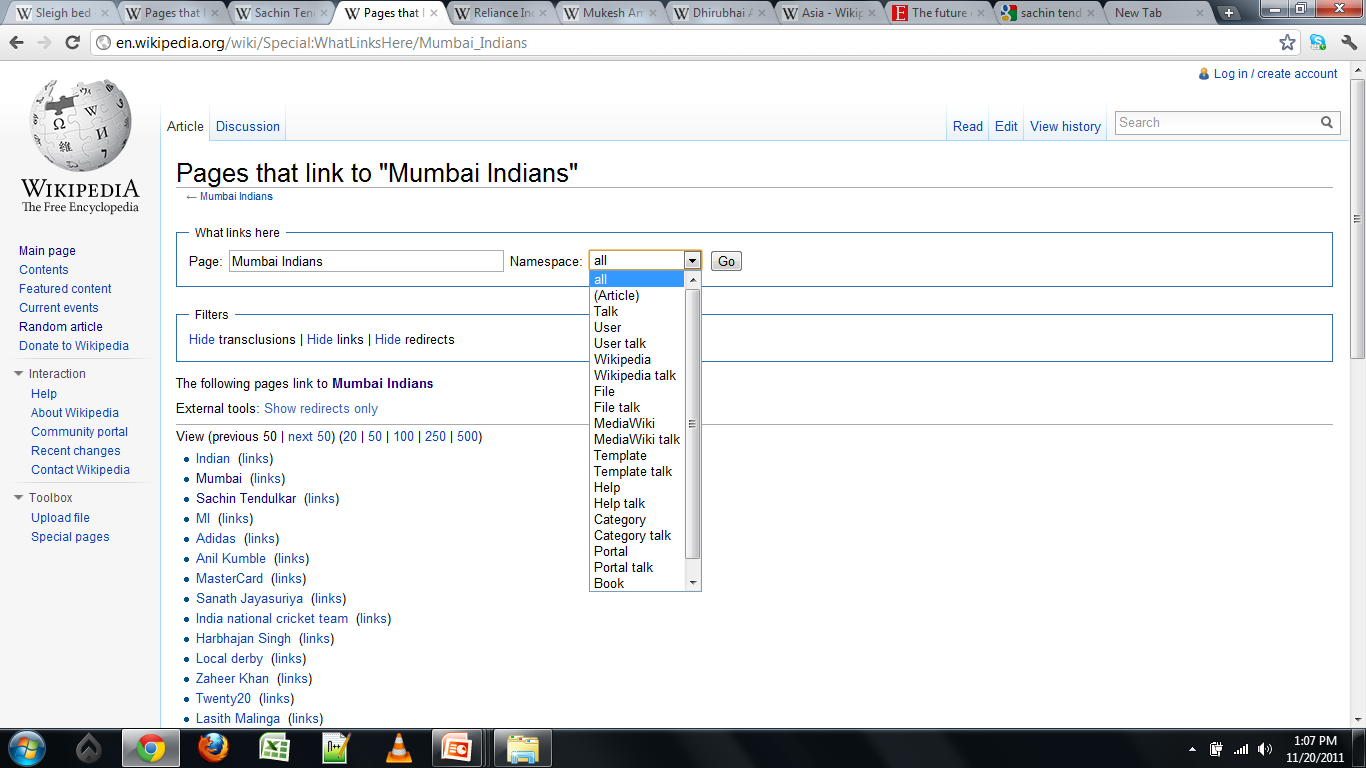 Sleigh bed
Pages that l
Sachin Ten
Pages that l
Reliance In
Mukesh Am
Dhirubhai A
Asia - Wikip
The future
sachin tend
New Tab
en.wikipedia.org/wiki/Special:WhatLinksHere/Mumbai_Indians
Log in / create account
WIKIPEDIA
The Free Encyclopedia
Main page
Contents
Featured content
Current events
Random article
Donate to Wikipedia
Interaction
Help
About Wikipedia
Community portal
Recent changes
Contact Wikipedia
Toolbox
Upload file
Special pages
Article Discussion
Read Edit View history
Search
Pages that link to "Mumbai Indians"
← Mumbai Indians
What links here
Page: Mumbai Indians Namespace: all Go
all
(Article)
Talk
User
User talk
Wikipedia
Wikipedia talk
File
File talk
MediaWiki
MediaWiki talk
Template
Template talk
Help
Help talk
Category
Category talk
Portal
Portal talk
Book
Filters
Hide transclusions | Hide links | Hide redirects
The following pages link to Mumbai Indians
External tools: Show redirects only
View (previous 50 | next 50) (20 | 50 | 100 | 250 | 500)
Indian (links)
Mumbai (links)
Sachin Tendulkar (links)
MI (links)
Adidas (links)
Anil Kumble (links)
MasterCard (links)
Sanath Jayasuriya (links)
India national cricket team (links)
Harbhajan Singh (links)
Local derby (links)
Zaheer Khan (links)
Twenty20 (links)
Lasith Malinga (links)
1:07 PM
11/20/2011